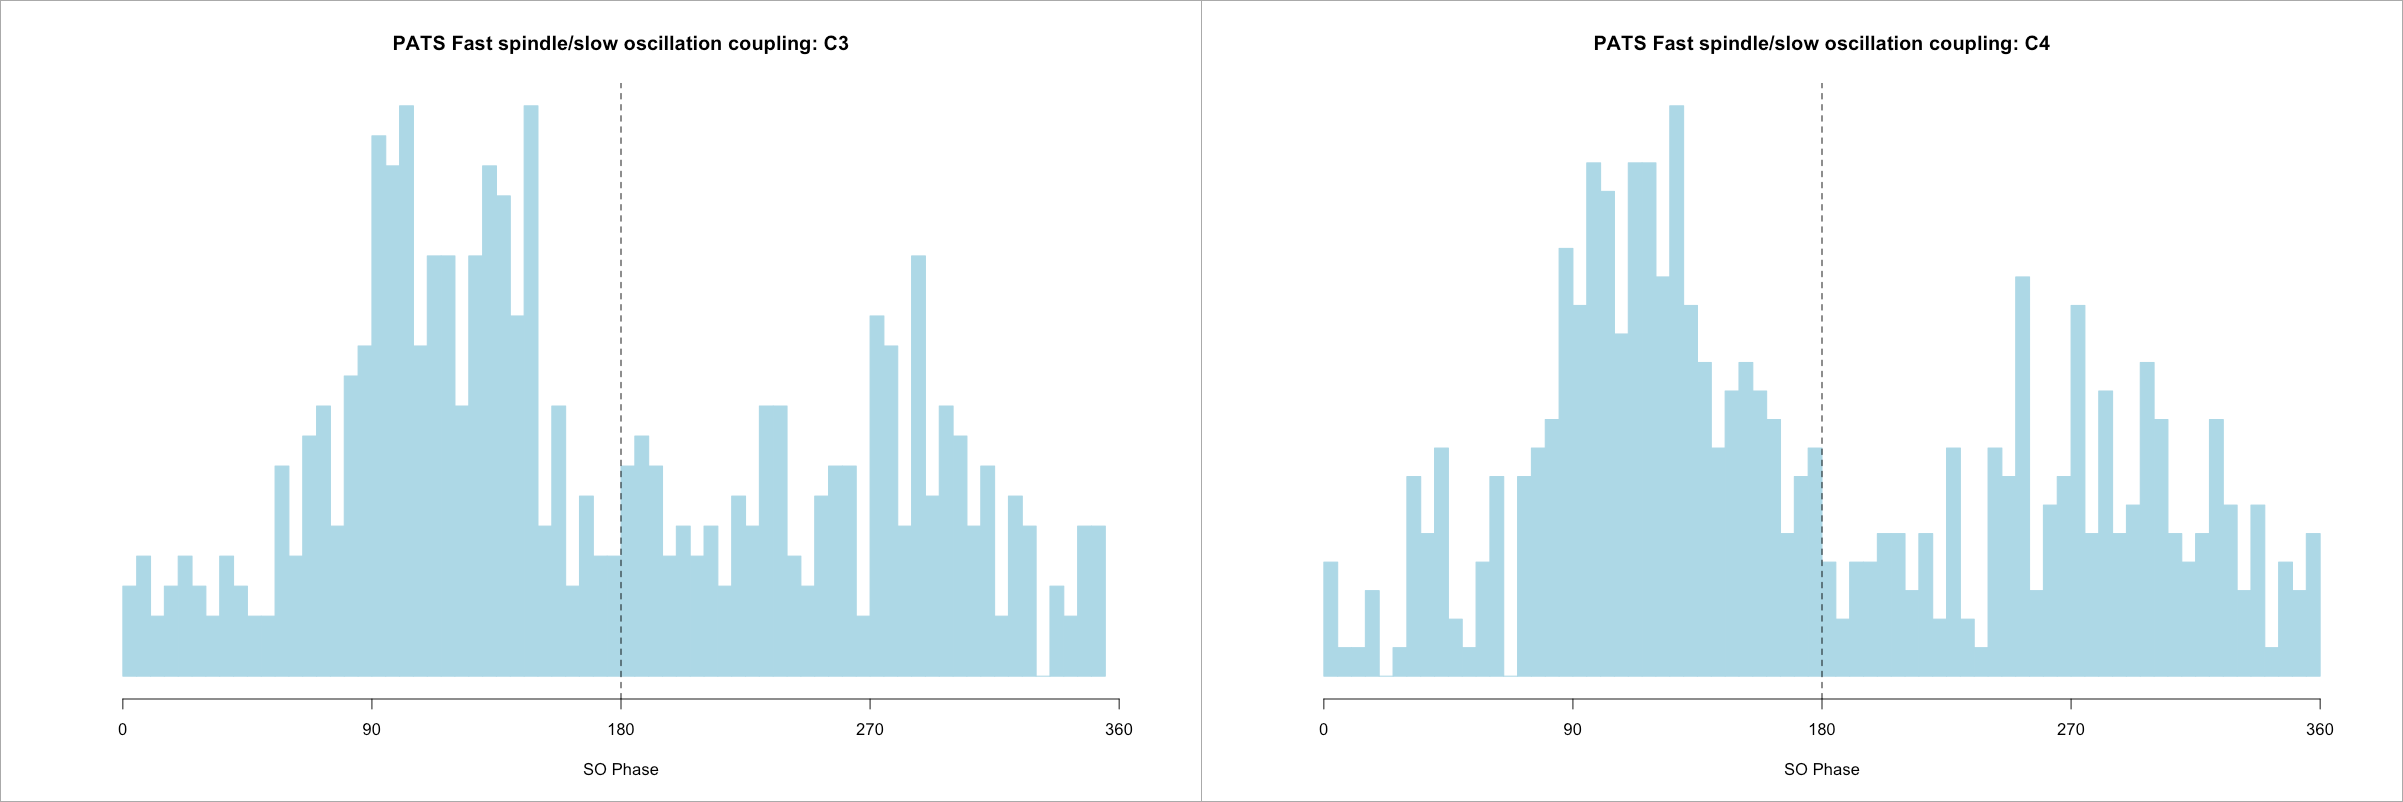 PATS Fast spindle/slow oscillation coupling: C3
0 90 180 270 360
SO Phase
PATS Fast spindle/slow oscillation coupling: C4
0 90 180 270 360
SO Phase